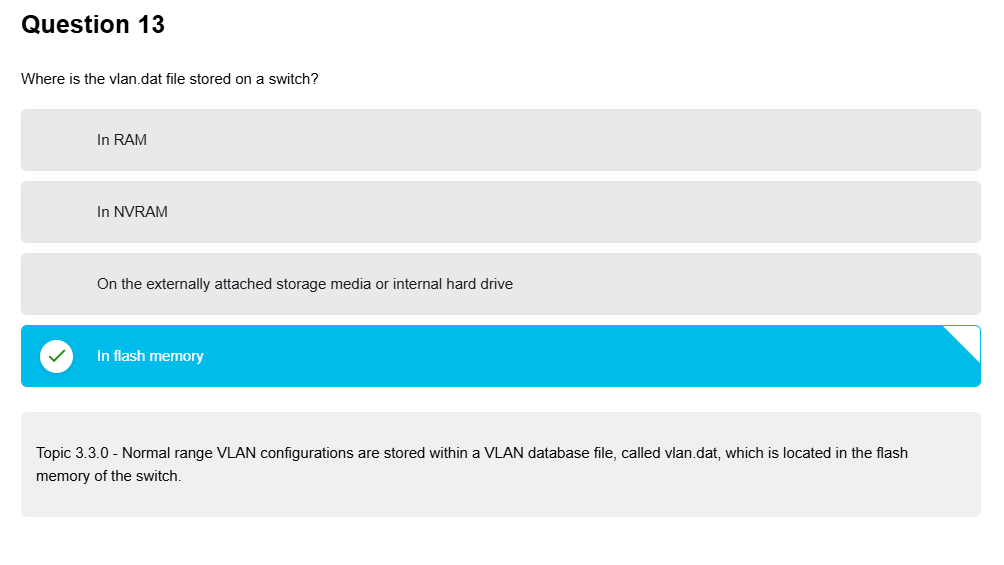 Question 13
Where is the vlan.dat file stored on a switch?
In RAM
In NVRAM
On the externally attached storage media or internal hard drive
In flash memory
Topic 3.3.0 - Normal range VLAN configurations are stored within a VLAN database file, called vlan.dat, which is located in the flash
memory of the switch.